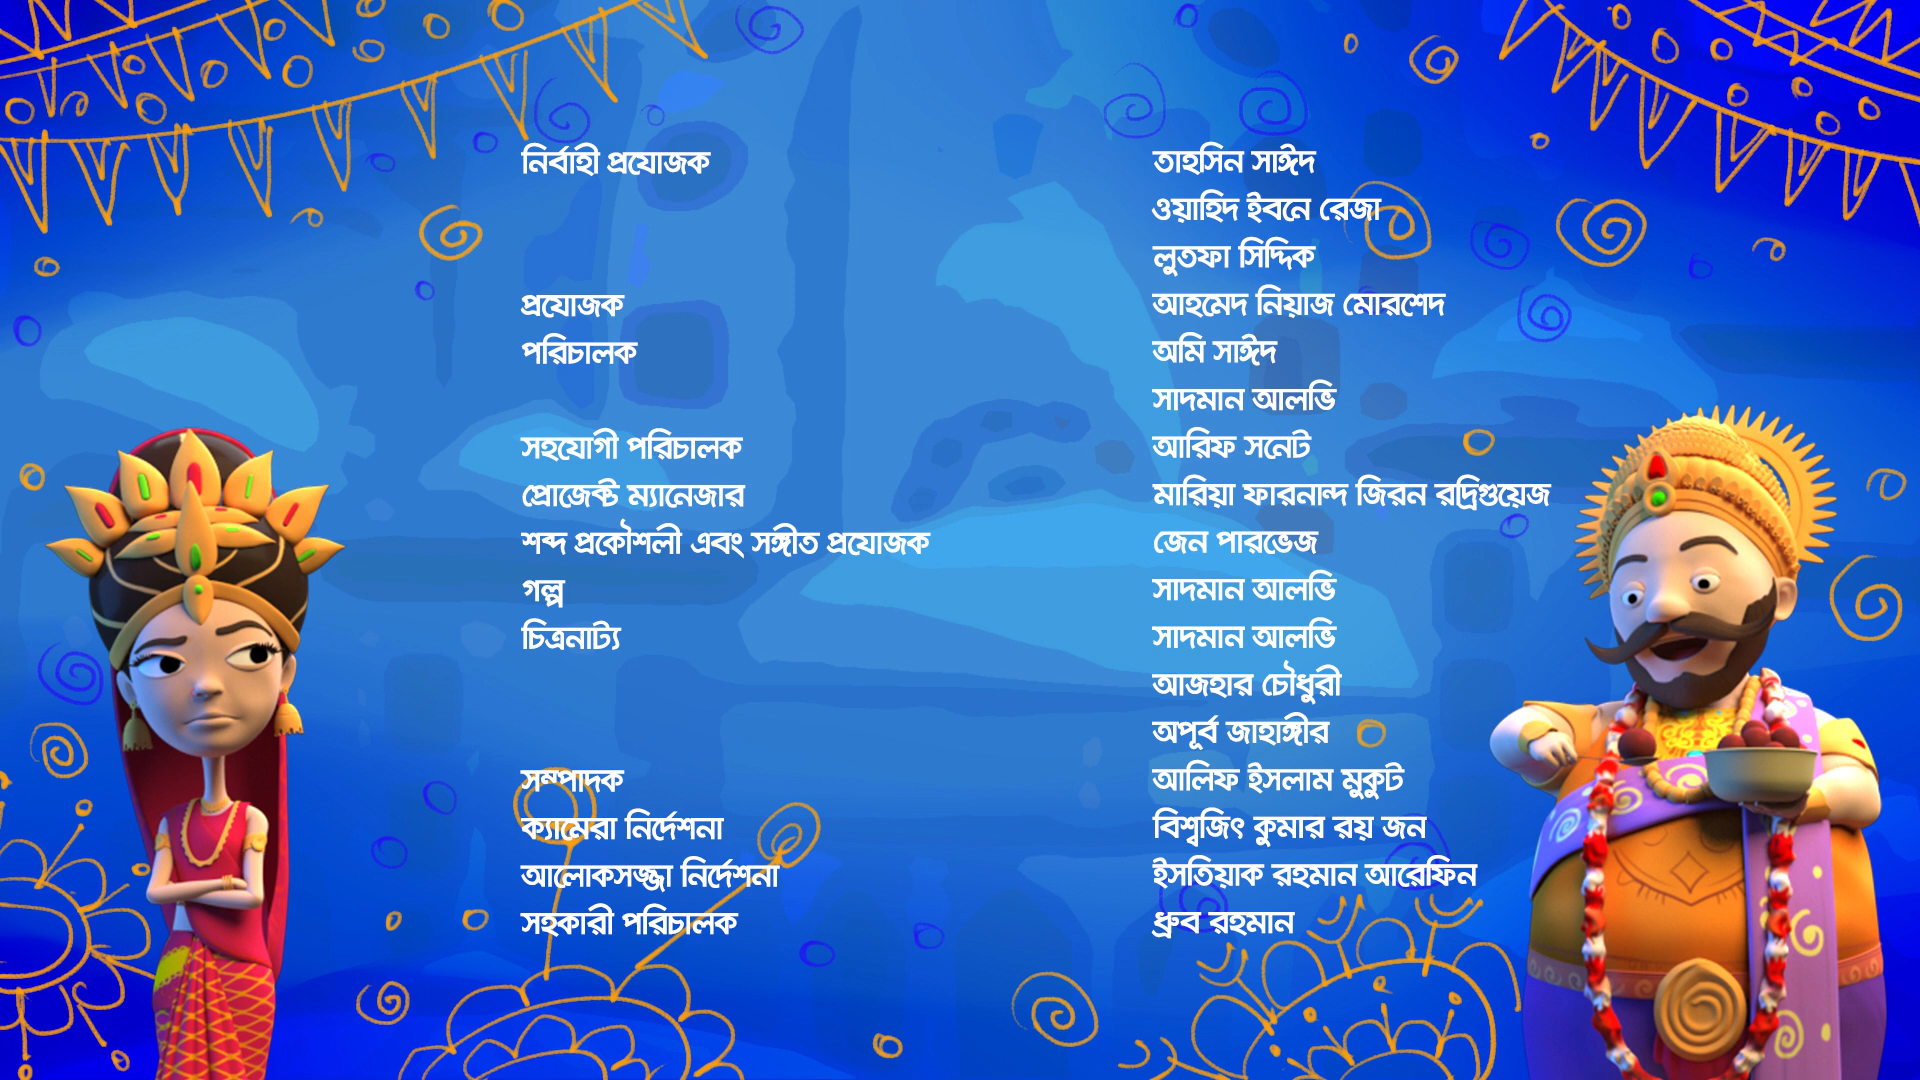 নির্বাহী প্রযোজক তাহসিন সাঈদ
ওয়াহিদ ইবনে রেজা
লুতফা সিদ্দিক
প্রযোজক আহমেদ নিয়াজ মোরশেদ
পরিচালক অমি সাঈদ
সাদমান আলভি
সহযোগী পরিচালক আরিফ সনেট
প্রোজেক্ট ম্যানেজার মারিয়া ফারনান্দ জিরন রদ্রিগুয়েজ
শব্দ প্রকৌশলী এবং সঙ্গীত প্রযোজক জেন পারভেজ
গল্প সাদমান আলভি
চিত্রনাট্য সাদমান আলভি
আজহার চৌধুরী
অপূর্ব জাহাঙ্গীর
সম্পাদক আলিফ ইসলাম মুকুট
ক্যামেরা নির্দেশনা বিশ্বজিৎ কুমার রয় জন
আলোকসজ্জা নির্দেশনা ইসতিয়াক রহমান আরেফিন
সহকারী পরিচালক ধ্রুব রহমান